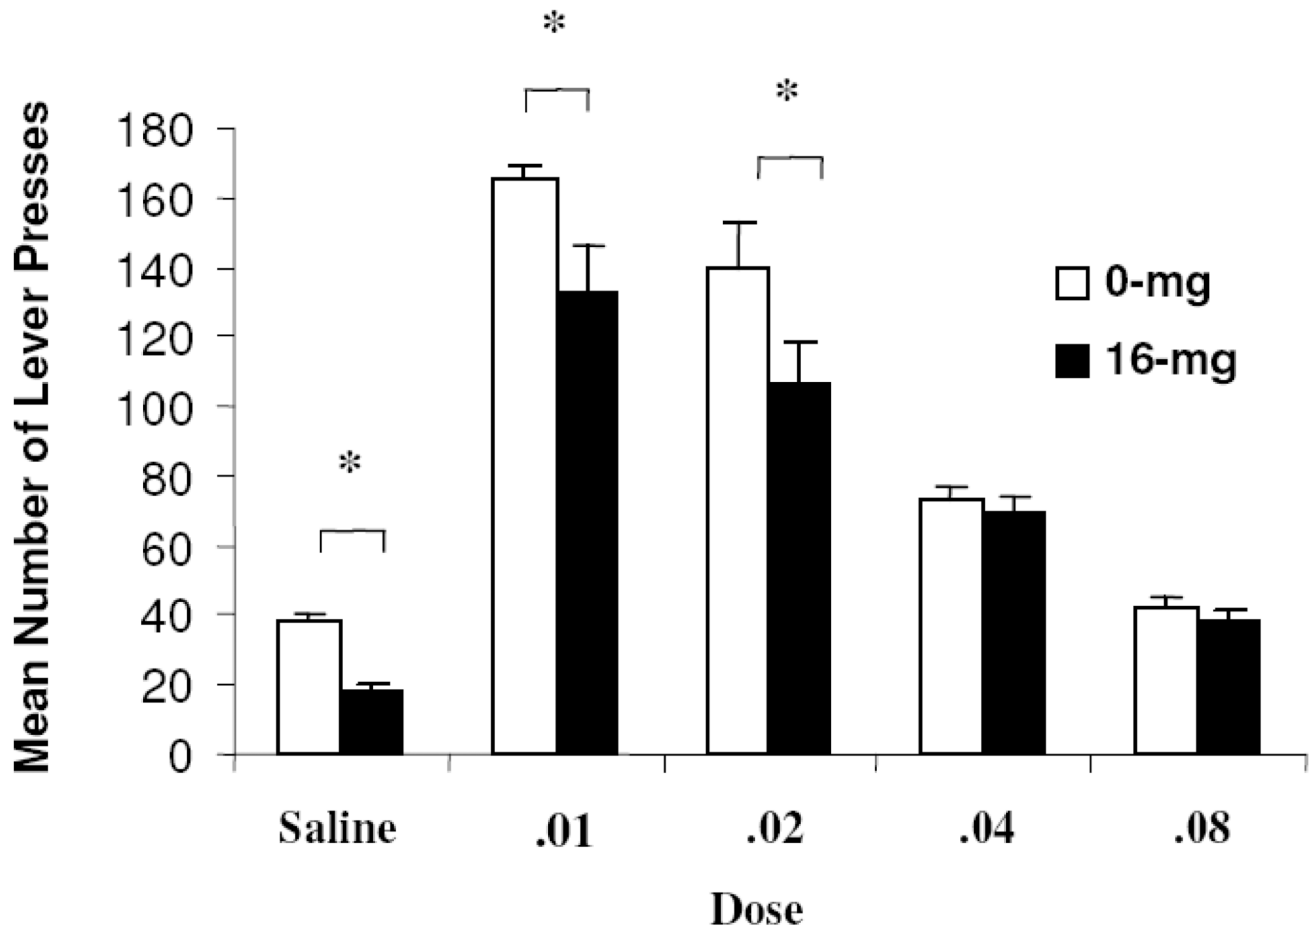 *
*
*
180
160
140
120
100
80
60
40
20
0
Mean Number of Lever Presses
0-mg
16-mg
Saline .01 .02 .04 .08
Dose